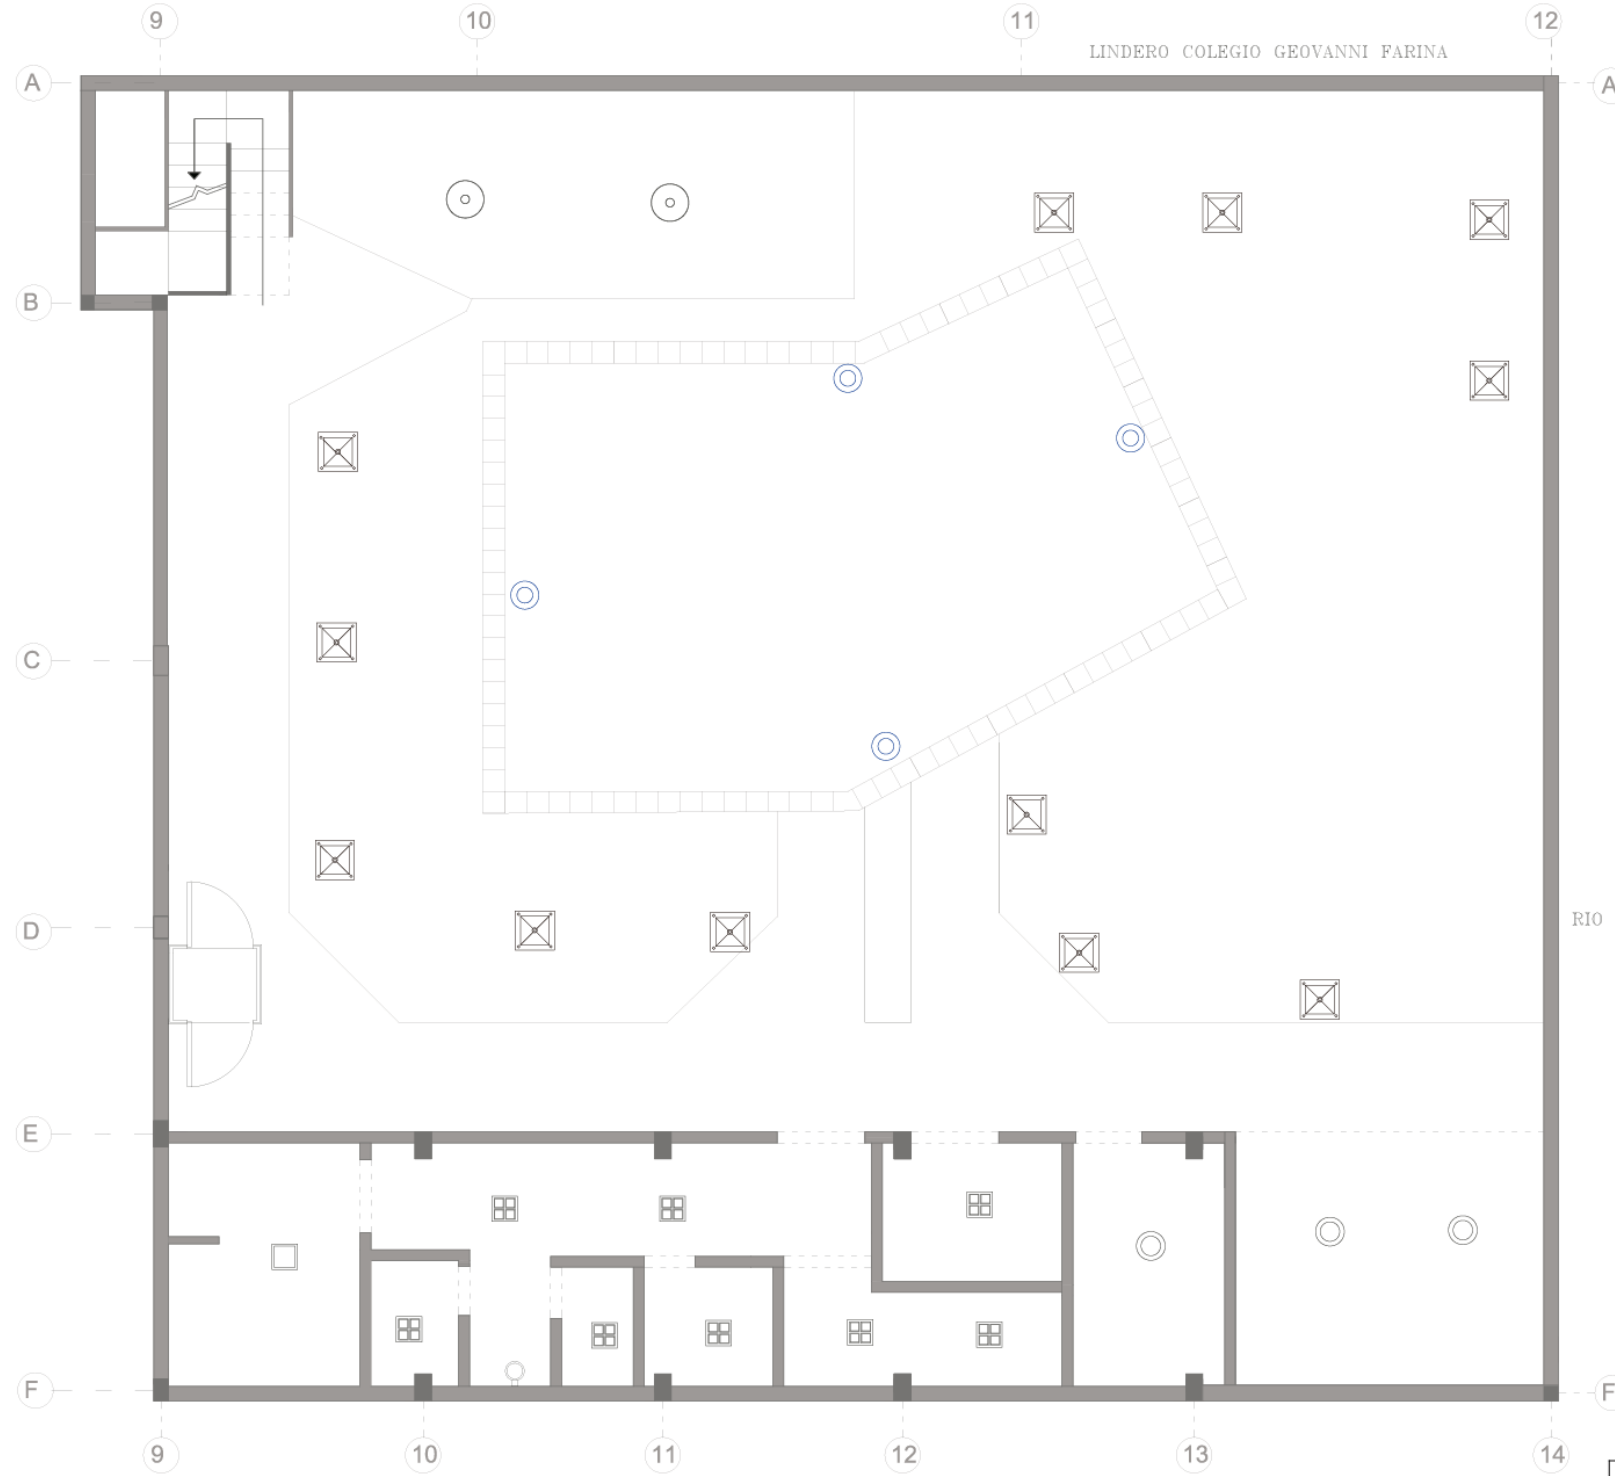 9 10 11 12
LINDERO COLEGIO GEOVANNI FARINA
A A
B
C
D RIO
E
F F
9 10 11 12 13 14